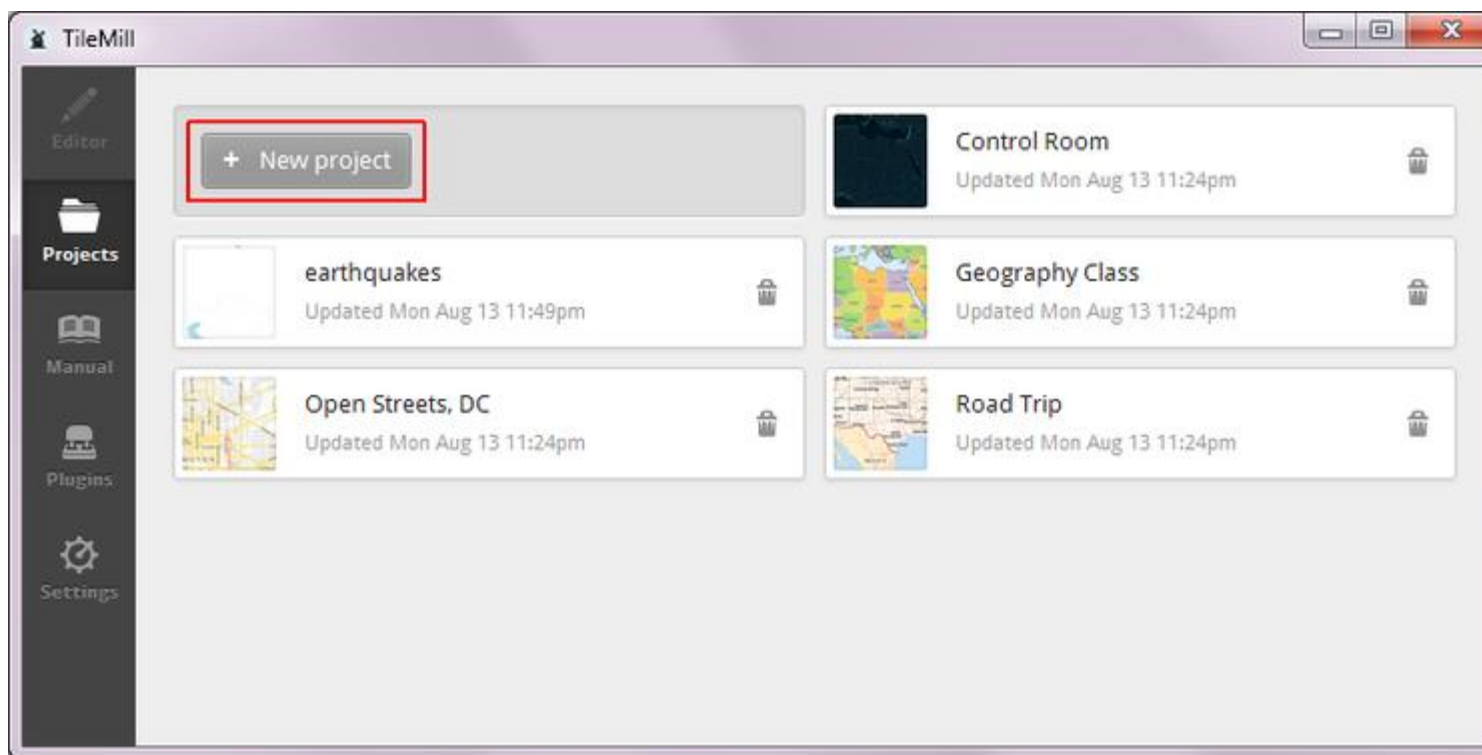 TileMill
Editor
Projects
Manual
Plugins
Settings
+ New project
Control Room
Updated Mon Aug 13 11:24pm
earthquakes
Updated Mon Aug 13 11:49pm
Geography Class
Updated Mon Aug 13 11:24pm
Open Streets, DC
Updated Mon Aug 13 11:24pm
Road Trip
Updated Mon Aug 13 11:24pm